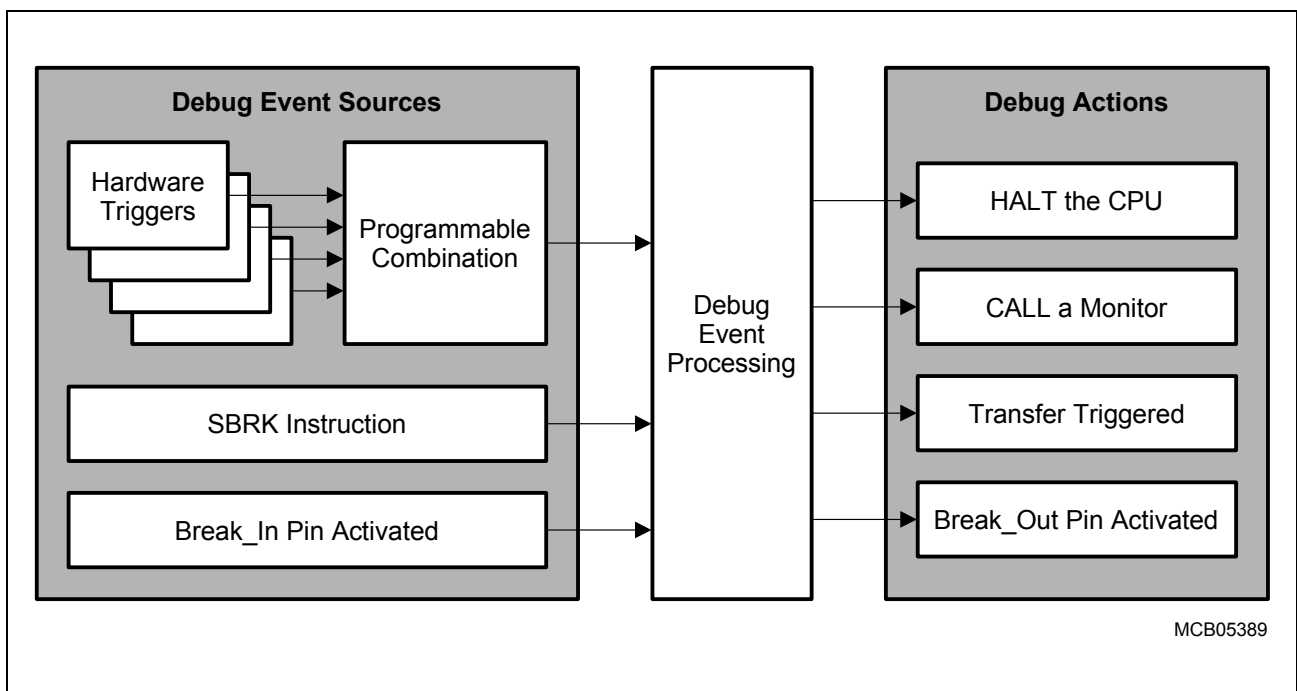 Debug Event Sources
Hardware
Triggers
Programmable
Combination
SBRK Instruction
Break_In Pin Activated
Debug
Event
Processing
Debug Actions
HALT the CPU
CALL a Monitor
Transfer Triggered
Break_Out Pin Activated
MCB05389